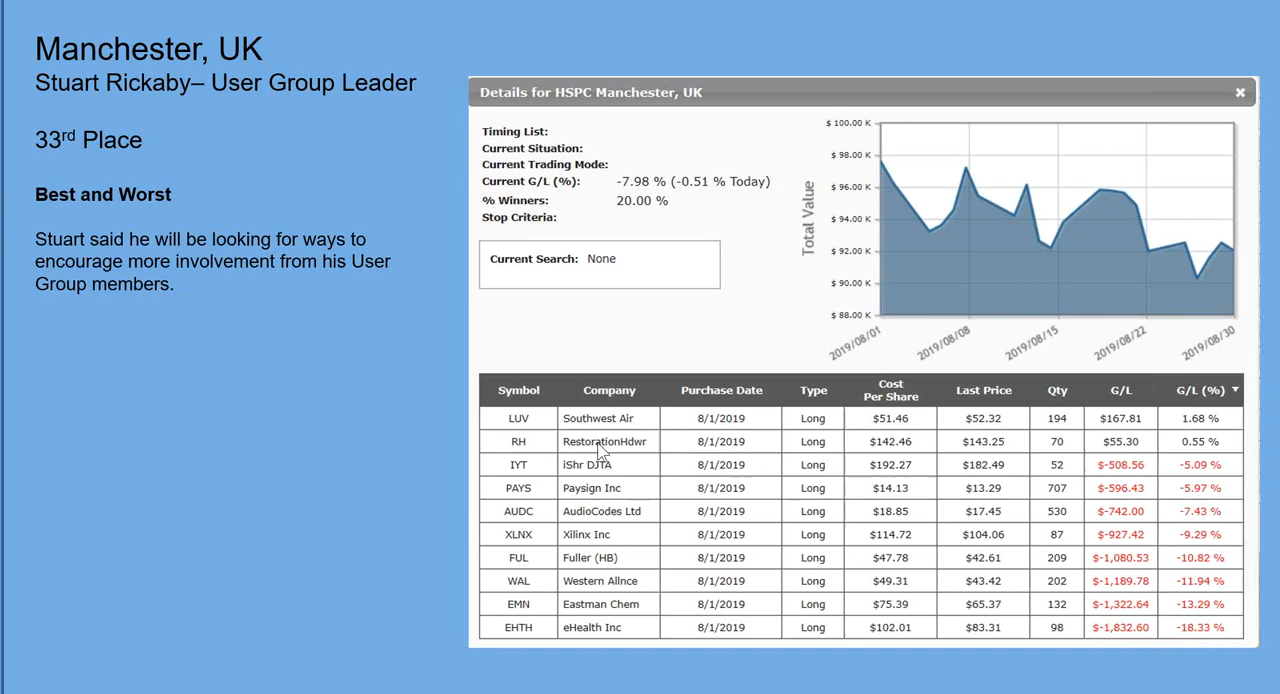 Manchester, UK
Stuart Rickaby– User Group Leader
33rd Place
Best and Worst
Stuart said he will be looking for ways to
encourage more involvement from his User
Group members.
Details for HSPC Manchester, UK
Timing List:
Current Situation:
Current Trading Mode:
Current G/L (%): -7.98 % (-0.51 % Today)
% Winners: 20.00 %
Stop Criteria:
Current Search: None
Total Value
$ 100.00 K
$ 98.00 K
$ 96.00 K
$ 94.00 K
$ 92.00 K
$ 90.00 K
$ 88.00 K
2019/08/01 2019/08/08 2019/08/15 2019/08/22 2019/08/30
Symbol Company Purchase Date Type Cost Per Share Last Price Qty G/L G/L (%)
LUV Southwest Air 8/1/2019 Long $51.46 $52.32 194 $167.81 1.68 %
RH RestorationHdwr 8/1/2019 Long $142.46 $143.25 70 $55.30 0.55 %
IYT iShr DJTA 8/1/2019 Long $192.27 $182.49 52 $-508.56 -5.09 %
PAYS Paysign Inc 8/1/2019 Long $14.13 $13.29 707 $-596.43 -5.97 %
AUDC AudioCodes Ltd 8/1/2019 Long $18.85 $17.45 530 $-742.00 -7.43 %
XLNX Xilinx Inc 8/1/2019 Long $114.72 $104.06 87 $-927.42 -9.29 %
FUL Fuller (HB) 8/1/2019 Long $47.78 $42.61 209 $-1,080.53 -10.82 %
WAL Western Allnce 8/1/2019 Long $49.31 $43.42 202 $-1,189.78 -11.94 %
EMN Eastman Chem 8/1/2019 Long $75.39 $65.37 132 $-1,322.64 -13.29 %
EHTH eHealth Inc 8/1/2019 Long $102.01 $83.31 98 $-1,832.60 -18.33 %